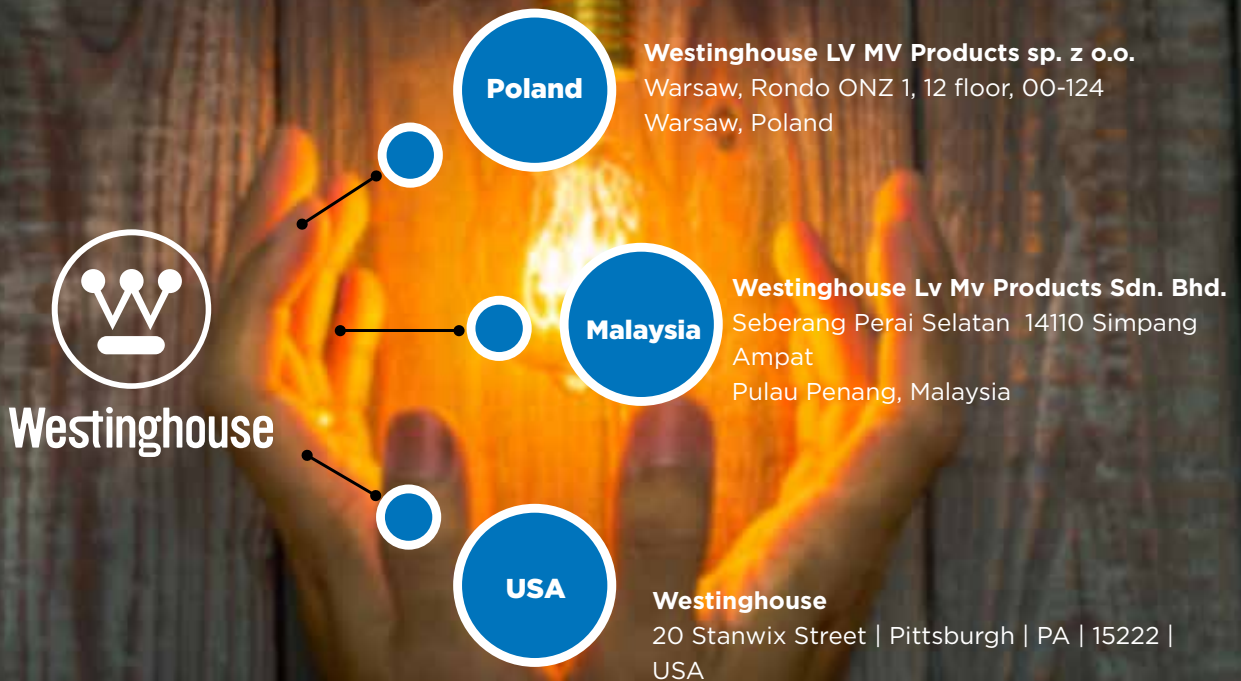 Poland
Westinghouse LV MV Products sp. z o.o.
Warsaw, Rondo ONZ 1, 12 floor, 00-124
Warsaw, Poland
Westinghouse
Malaysia
Westinghouse Lv Mv Products Sdn. Bhd.
Seberang Perai Selatan  14110 Simpang
Ampat
Pulau Penang, Malaysia
USA
Westinghouse
20 Stanwix Street | Pittsburgh | PA | 15222 |
USA